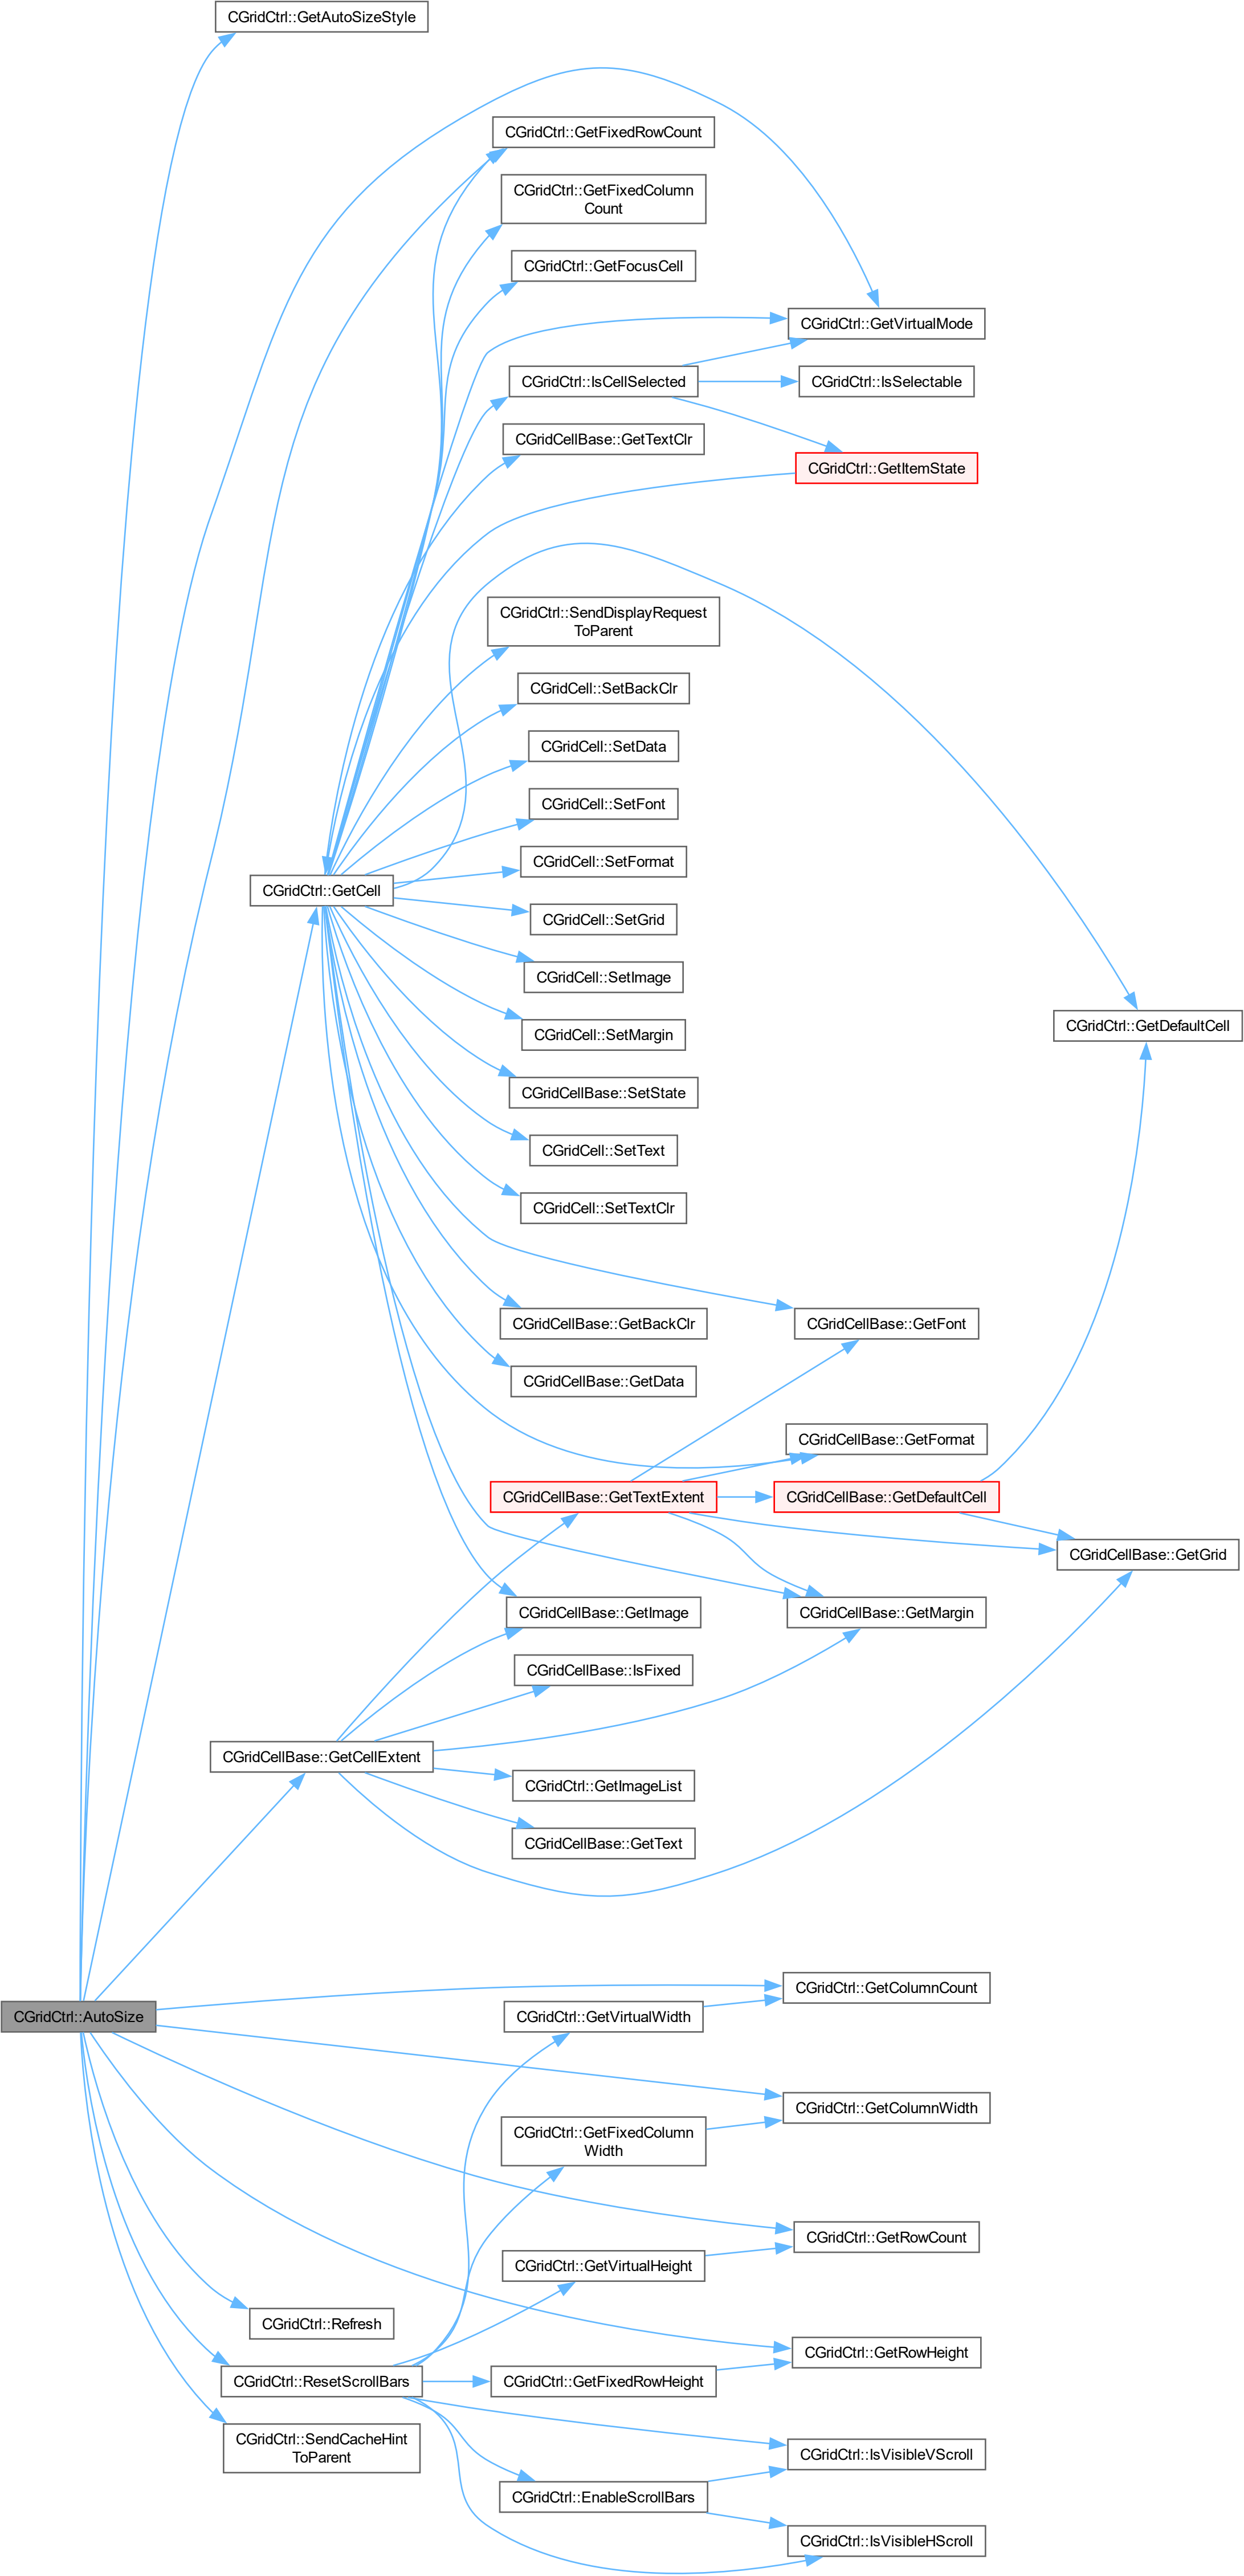 CGridCtrl::GetAutoSizeStyle
CGridCtrl::GetFixedRowCount
CGridCtrl::GetFixedColumn
Count
CGridCtrl::GetFocusCell
CGridCtrl::GetVirtualMode
CGridCtrl::IsCellSelected
CGridCtrl::IsSelectable
CGridCellBase::GetTextClr
CGridCtrl::GetItemState
CGridCtrl::SendDisplayRequest
ToParent
CGridCell::SetBackClr
CGridCell::SetData
CGridCell::SetFont
CGridCell::SetFormat
CGridCtrl::GetCell
CGridCell::SetGrid
CGridCell::SetImage
CGridCell::SetMargin
CGridCtrl::GetDefaultCell
CGridCellBase::SetState
CGridCell::SetText
CGridCell::SetTextClr
CGridCellBase::GetBackClr
CGridCellBase::GetFont
CGridCellBase::GetData
CGridCellBase::GetFormat
CGridCellBase::GetTextExtent
CGridCellBase::GetDefaultCell
CGridCellBase::GetGrid
CGridCellBase::GetImage
CGridCellBase::GetMargin
CGridCellBase::IsFixed
CGridCellBase::GetCellExtent
CGridCtrl::GetImageList
CGridCellBase::GetText
CGridCtrl::GetColumnCount
CGridCtrl::AutoSize
CGridCtrl::GetVirtualWidth
CGridCtrl::GetColumnWidth
CGridCtrl::GetFixedColumn
Width
CGridCtrl::GetRowCount
CGridCtrl::GetVirtualHeight
CGridCtrl::Refresh
CGridCtrl::GetRowHeight
CGridCtrl::ResetScrollBars
CGridCtrl::GetFixedRowHeight
CGridCtrl::SendCacheHint
ToParent
CGridCtrl::IsVisibleVScroll
CGridCtrl::EnableScrollBars
CGridCtrl::IsVisibleHScroll